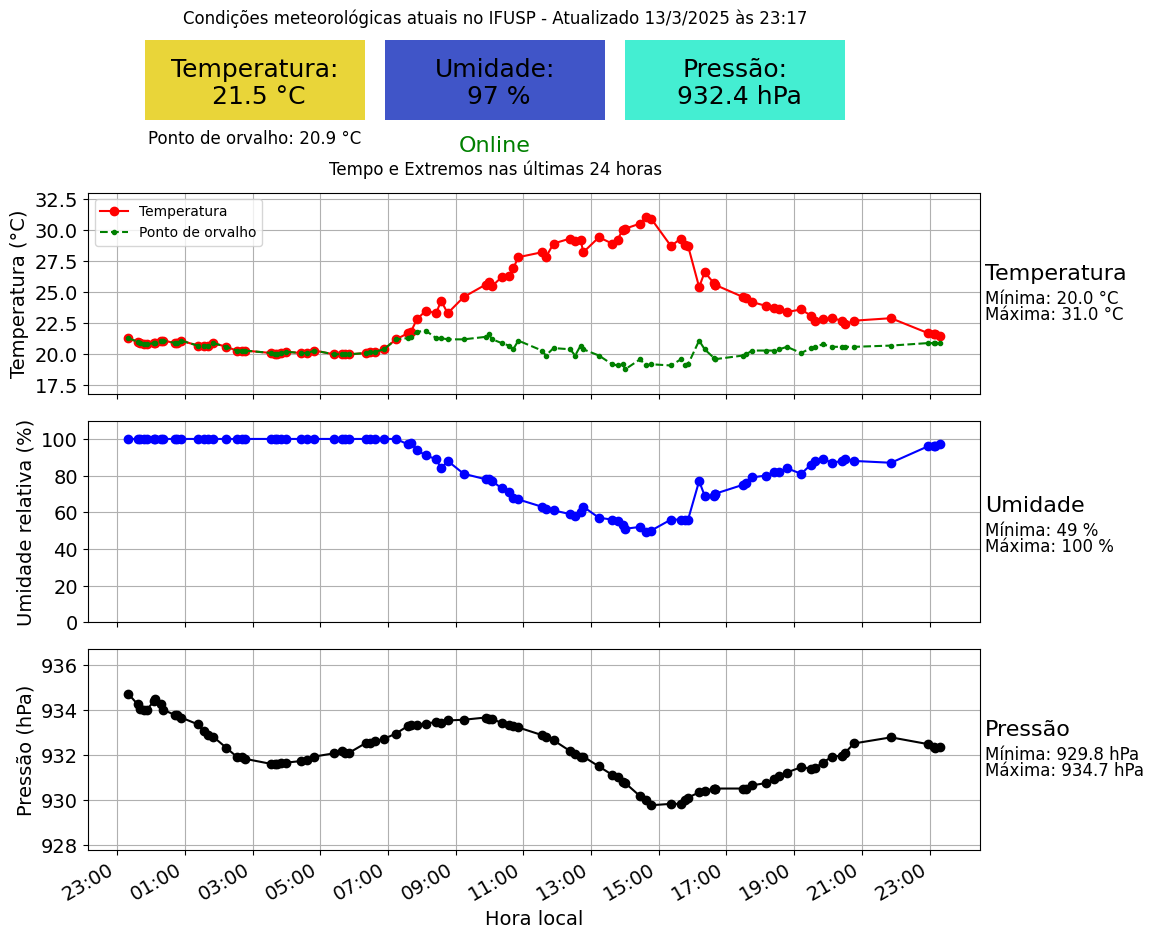 Condições meteorológicas atuais no IFUSP - Atualizado 13/3/2025 às 23:17
Temperatura:
21.5 °C
Umidade:
97 %
Pressão:
932.4 hPa
Ponto de orvalho: 20.9 °C
Online
Tempo e Extremos nas últimas 24 horas
Temperatura (°C)
32.5
30.0
27.5
25.0
22.5
20.0
17.5
Temperatura
Ponto de orvalho
Temperatura
Mínima: 20.0 °C
Máxima: 31.0 °C
Umidade relativa (%)
100
80
60
40
20
0
Umidade
Mínima: 49 %
Máxima: 100 %
Pressão (hPa)
936
934
932
930
928
Pressão
Mínima: 929.8 hPa
Máxima: 934.7 hPa
23:00 01:00 03:00 05:00 07:00 09:00 11:00 13:00 15:00 17:00 19:00 21:00 23:00
Hora local